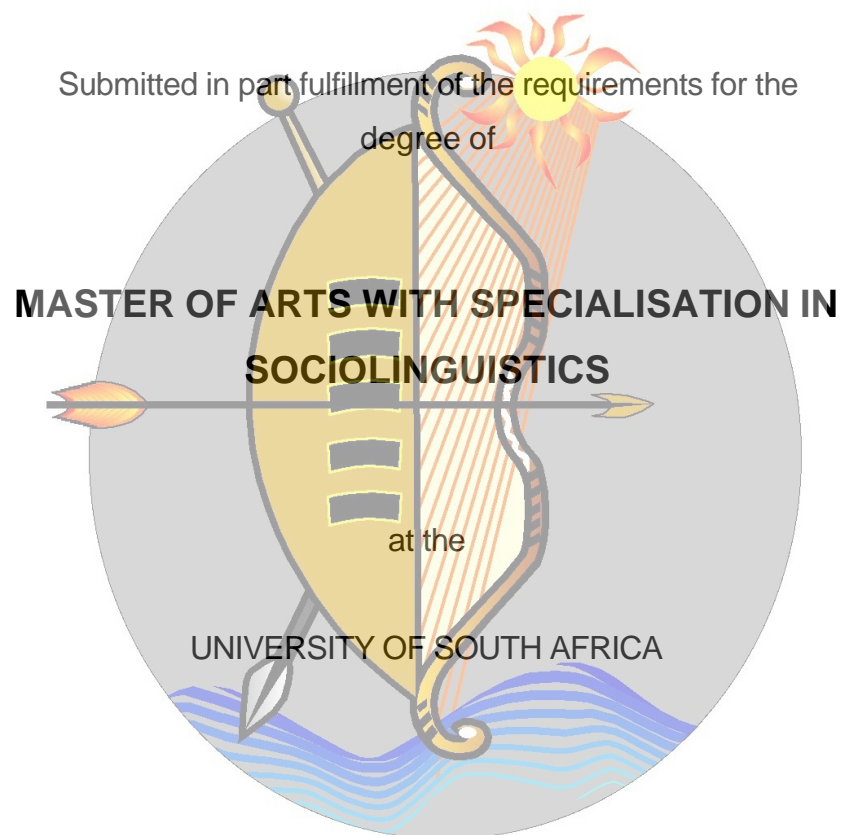 Submitted in part fulfillment of the requirements for the
degree of
MASTER OF ARTS WITH SPECIALISATION IN
SOCIOLINGUISTICS
at the
UNIVERSITY OF SOUTH AFRICA